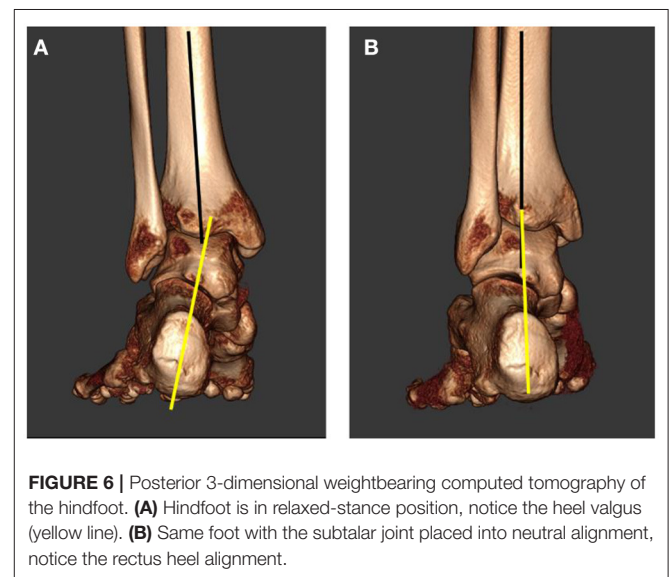 A
B
FIGURE 6 | Posterior 3-dimensional weightbearing computed tomography of
the hindfoot. (A) Hindfoot is in relaxed-stance position, notice the heel valgus
(yellow line). (B) Same foot with the subtalar joint placed into neutral alignment,
notice the rectus heel alignment.